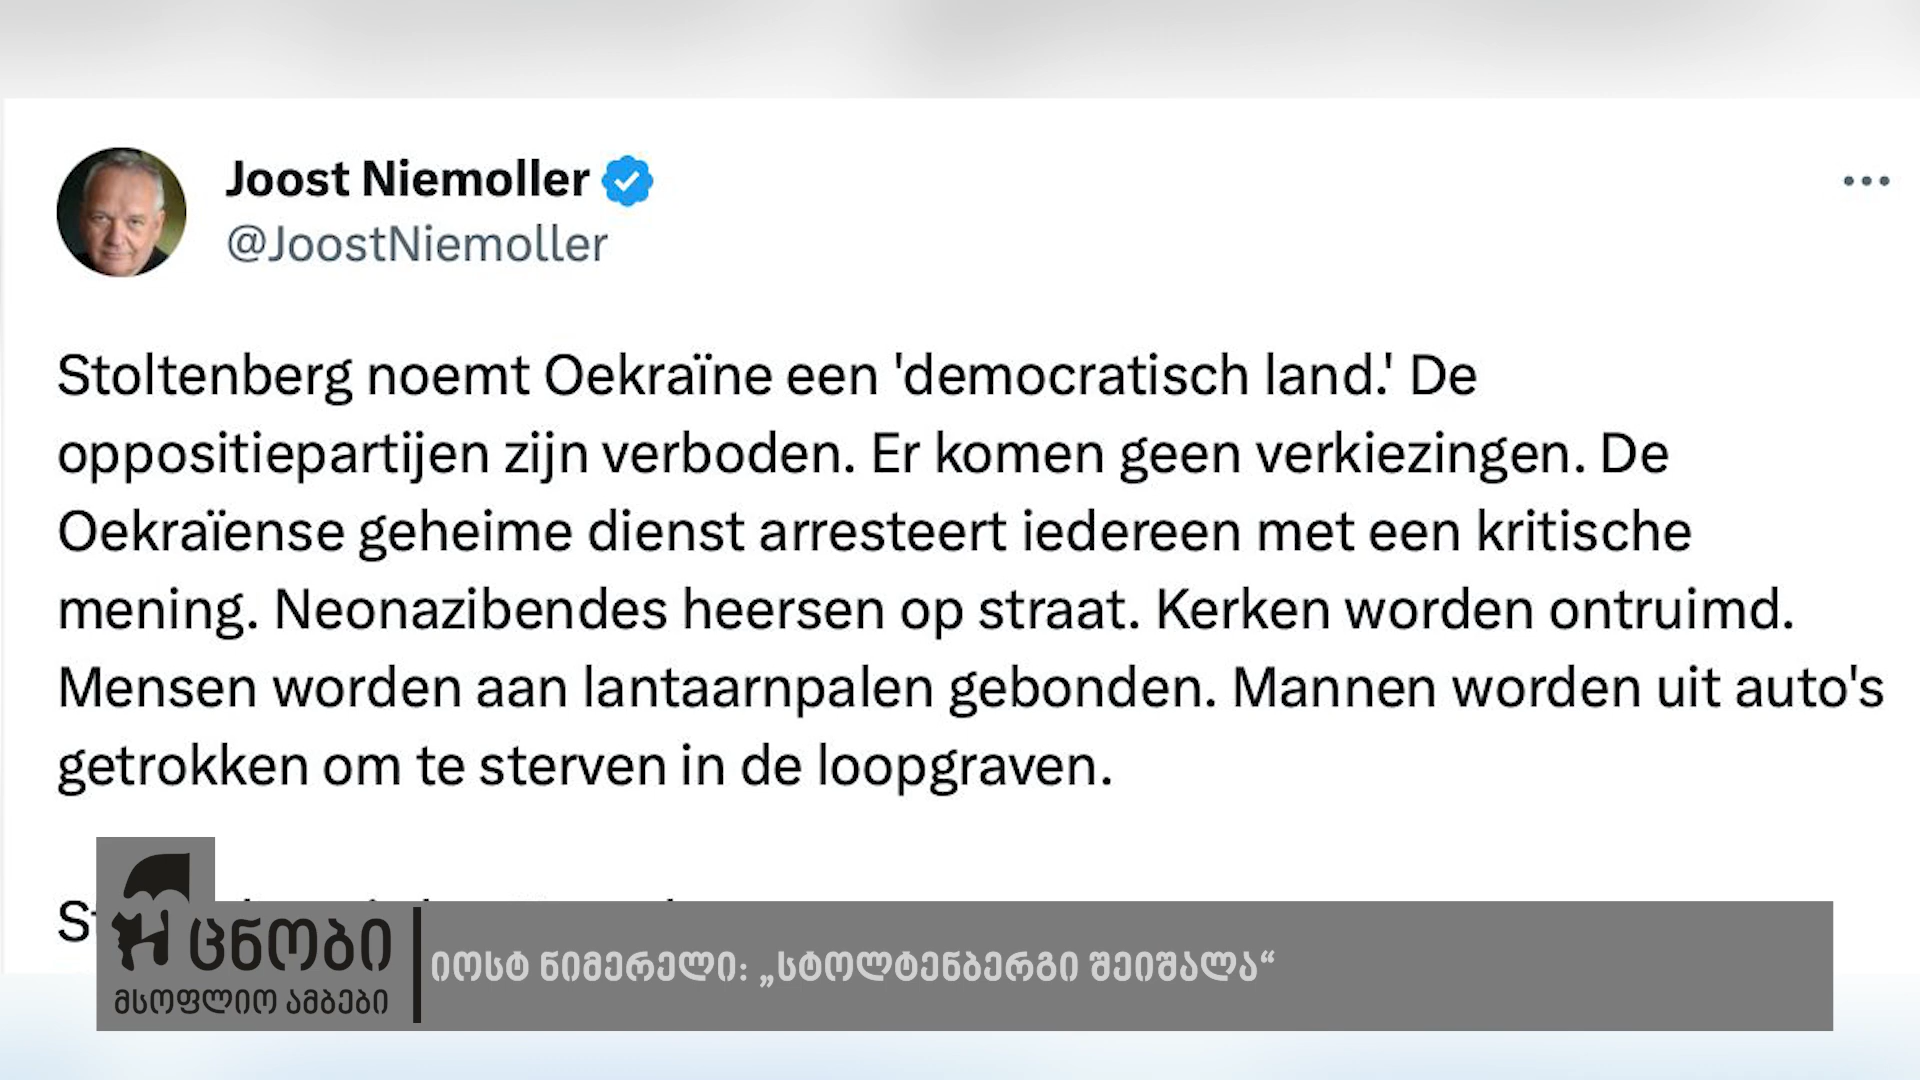 Joost Niemoller
@JoostNiemoller
Stoltenberg noemt Oekraïne een 'democratisch land.' De
oppositiepartijen zijn verboden. Er komen geen verkiezingen. De
Oekraïense geheime dienst arresteert iedereen met een kritische
mening. Neonazibendes heersen op straat. Kerken worden ontruimd.
Mensen worden aan lantaarnpalen gebonden. Mannen worden uit auto's
getrokken om te sterven in de loopgraven.
ცნობი
მსოფლიო ამბები
იოსტ ნიმერელი: „სტოლტენბერგი შეიშალა“